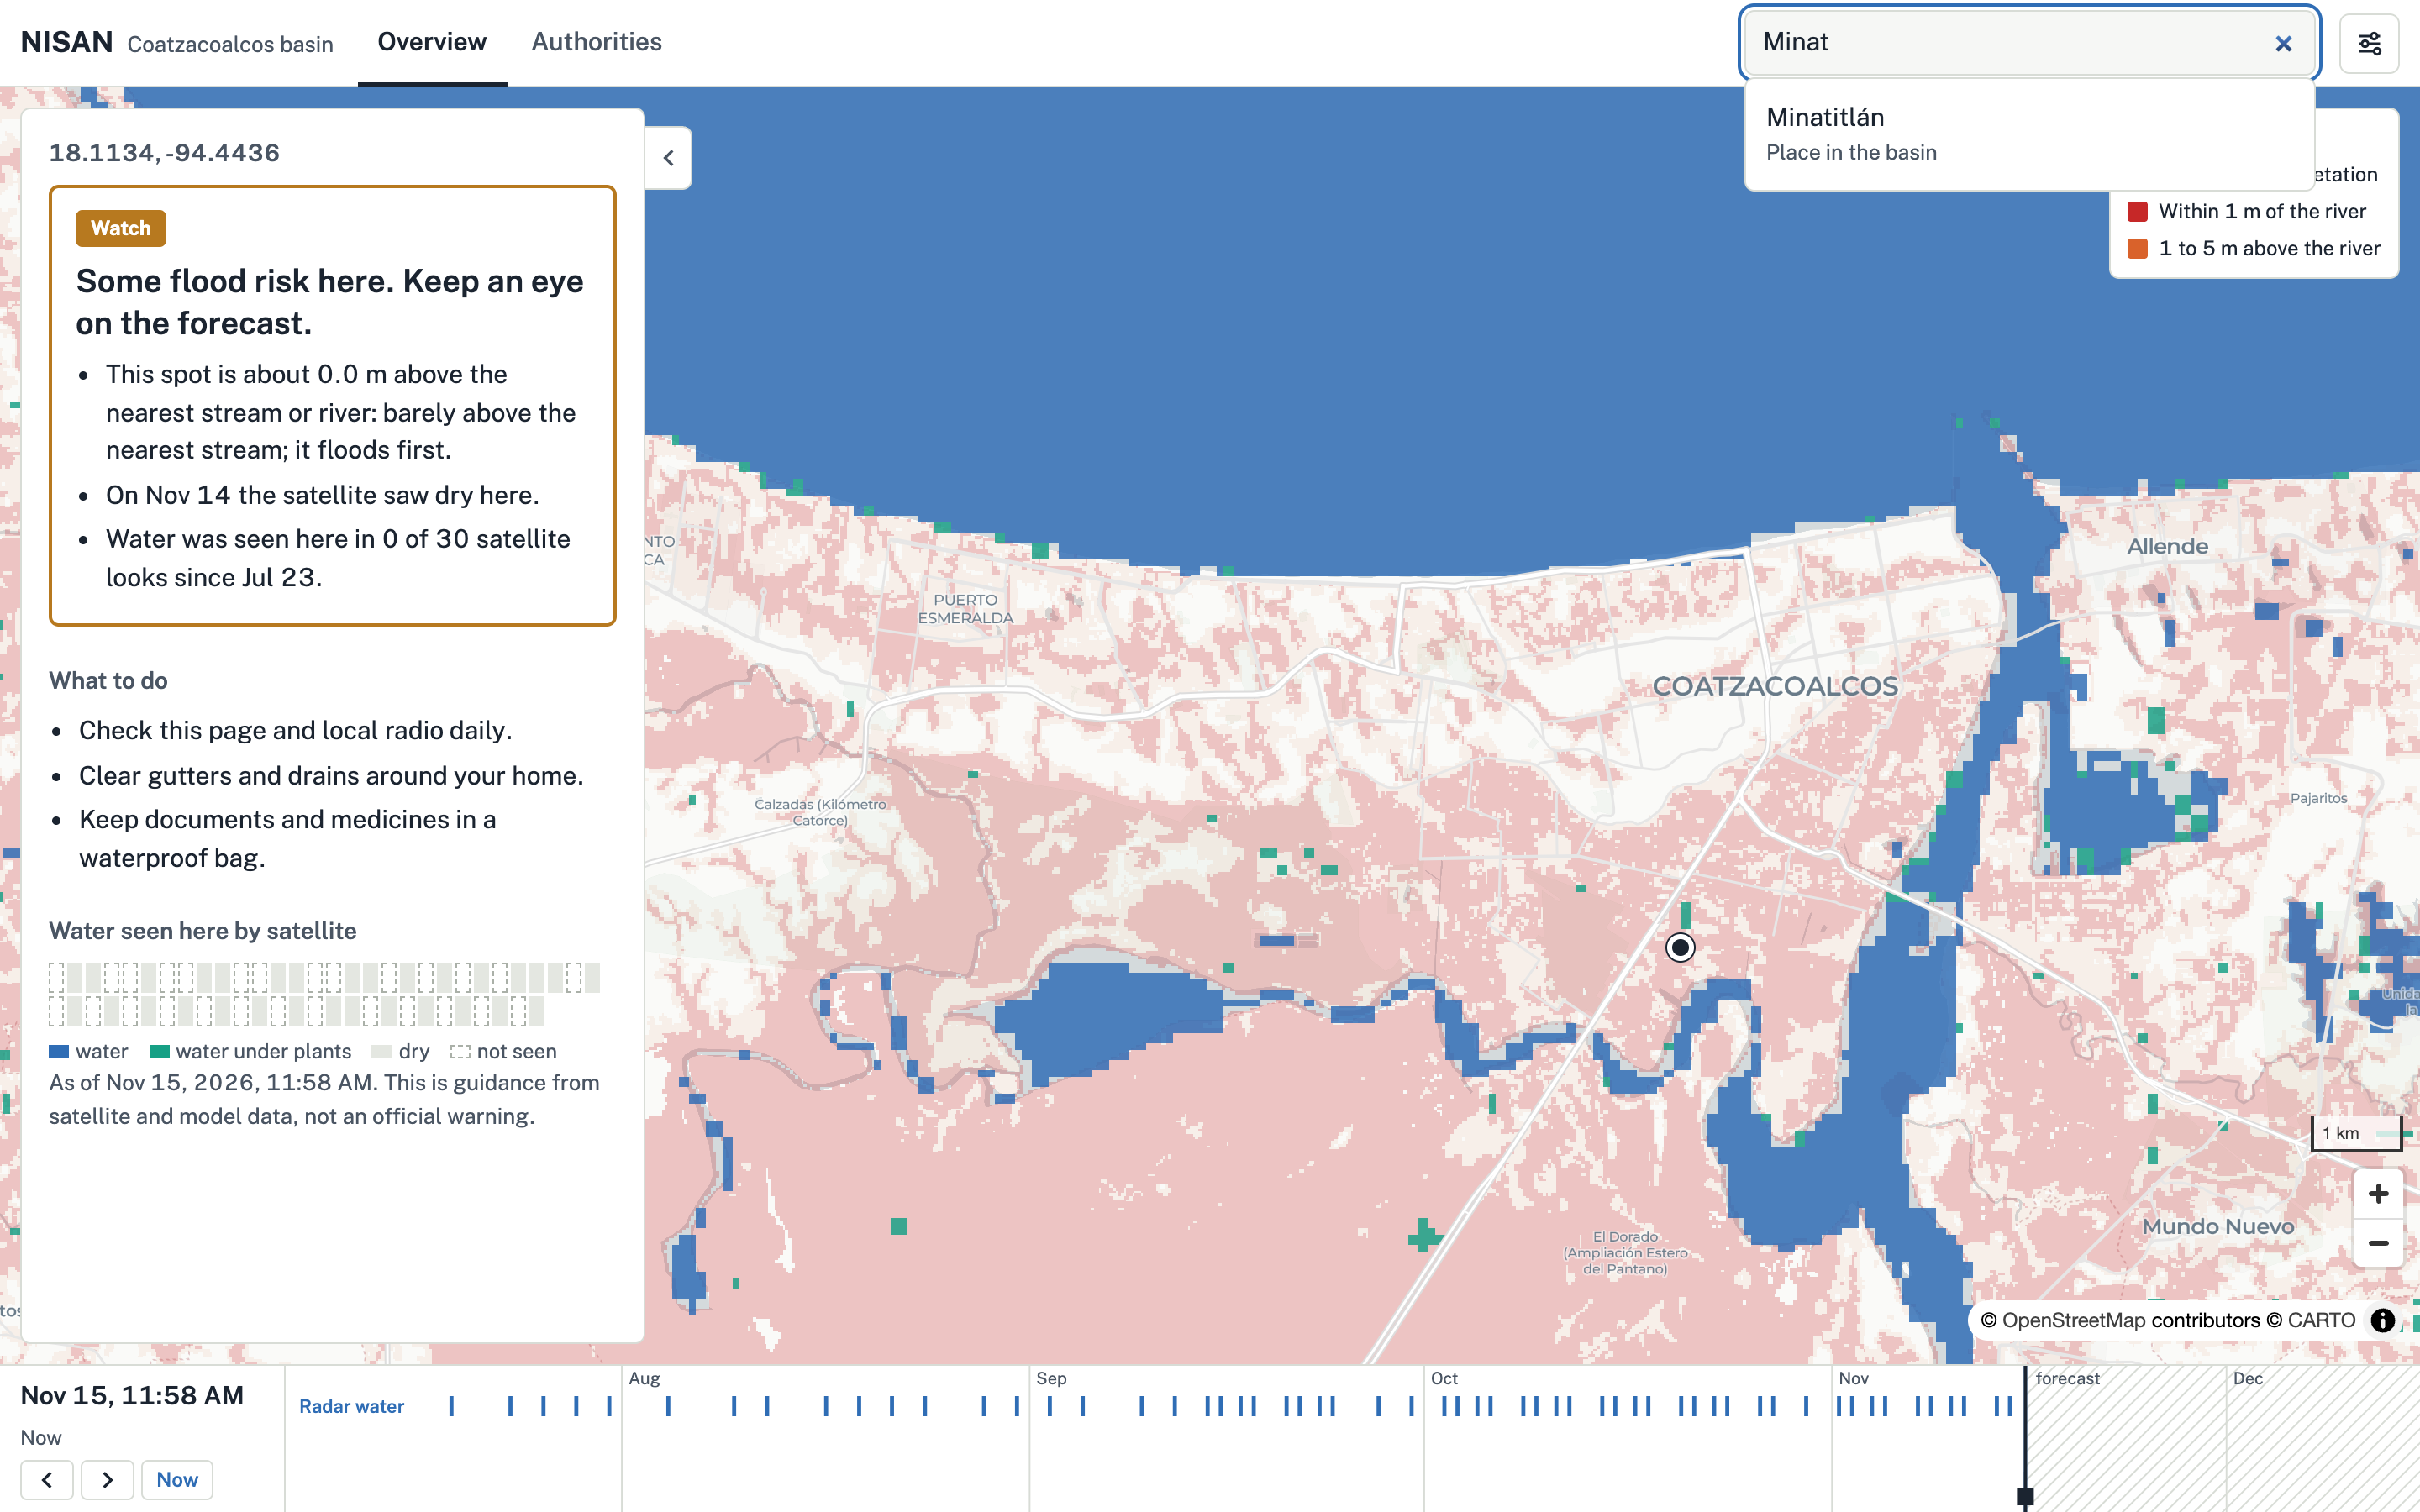 NISAN Coatzacoalcos basin Overview Authorities
Minat
Minatitlán
Place in the basin
etation
Within 1 m of the river
1 to 5 m above the river
18.1134, -94.4436
Watch
Some flood risk here. Keep an eye
on the forecast.
This spot is about 0.0 m above the
nearest stream or river: barely above the
nearest stream; it floods first.
On Nov 14 the satellite saw dry here.
Water was seen here in 0 of 30 satellite
looks since Jul 23.
What to do
Check this page and local radio daily.
Clear gutters and drains around your home.
Keep documents and medicines in a
waterproof bag.
Water seen here by satellite
water water under plants dry not seen
As of Nov 15, 2026, 11:58 AM. This is guidance from
satellite and model data, not an official warning.
NTO
CA
PUERTO
ESMERALDA
Allende
COATZACOALCOS
Calzadas (Kilómetro
Catorce)
Pajaritos
Unida
la
1 km
El Dorado
(Ampliación Estero
del Pantano)
Mundo Nuevo
tos
© OpenStreetMap contributors © CARTO
Nov 15, 11:58 AM
Now
Now
Radar water
Aug
Sep
Oct
Nov
forecast
Dec